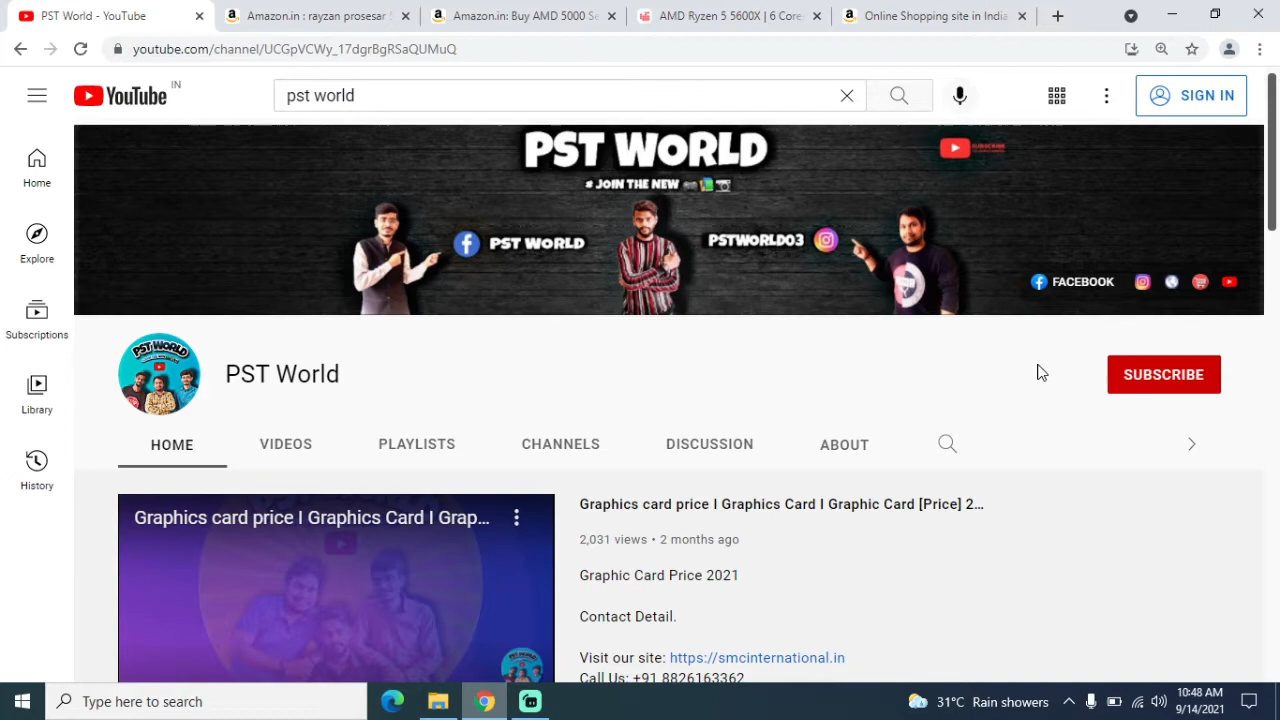 PST World - YouTube
Amazon.in : rayzan prosesar 5
Amazon.in: Buy AMD 5000 Se
AMD Ryzen 5 5600X | 6 Core
Online Shopping site in India
youtube.com/channel/UCGpVCWy_17dgrBgRSaQUMuQ
YouTube IN
pst world
SIGN IN
Home
Explore
Subscriptions
Library
History
PST WORLD
# JOIN THE NEW
PST WORLD
PSTWORLD03
FACEBOOK
PST WORLD
PST World
SUBSCRIBE
HOME VIDEOS PLAYLISTS CHANNELS DISCUSSION ABOUT
Graphics card price I Graphics Card I Grap...
Graphics card price I Graphics Card I Graphic Card [Price] 2...
2,031 views • 2 months ago
Graphic Card Price 2021
Contact Detail.
Visit our site: https://smcinternational.in
Call Us: +91 8826163362
Type here to search
31°C Rain showers
10:48 AM
9/14/2021